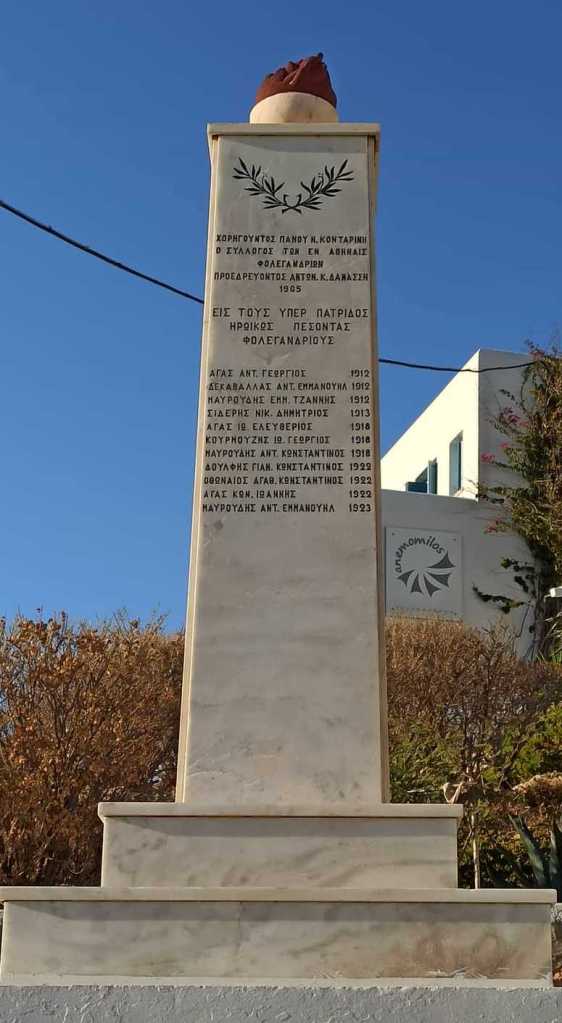 ΧΟΡΗΓΟΥΝΤΟΣ ΠΑΝΟΥ Ν. ΚΟΝΤΑΡΙΝΗ
Ο ΣΥΛΛΟΓΟΣ ΤΩΝ ΕΝ ΑΘΗΝΑΙΣ
ΦΟΛΕΓΑΝΔΡΙΩΝ
ΠΡΟΕΔΡΕΥΟΝΤΟΣ ΑΝΤΩΝ. Κ. ΔΑΝΑΣΣΗ
ΕΙΣ ΤΟΥΣ ΥΠΕΡ ΠΑΤΡΙΔΟΣ
ΗΡΩΙΚΩΣ ΠΕΣΟΝΤΑΣ
ΦΟΛΕΓΑΝΔΡΙΟΥΣ
ΑΓΑΣ ΑΝΤ. ΓΕΩΡΓΙΟΣ 1912
ΔΕΚΑΒΑΛΛΑΣ ΑΝΤ. ΕΜΜΑΝΟΥΗΛ 1912
ΜΑΥΡΟΥΔΗΣ ΕΜΜ. ΤΖΑΝΝΗΣ 1912
ΣΙΔΕΡΗΣ ΝΙΚ. ΔΗΜΗΤΡΙΟΣ 1913
ΑΓΑΣ ΙΩ. ΕΛΕΥΘΕΡΙΟΣ 1918
ΚΟΥΡΜΟΥΖΗΣ ΙΩ. ΓΕΩΡΓΙΟΣ 1918
ΜΑΥΡΟΥΔΗΣ ΑΝΤ. ΚΩΝΣΤΑΝΤΙΝΟΣ 1918
ΔΟΥΛΦΗΣ ΓΙΑΝ. ΚΩΝΣΤΑΝΤΙΝΟΣ 1922
ΟΘΩΝΑΙΟΣ ΑΓΑΘ. ΚΩΝΣΤΑΝΤΙΝΟΣ 1922
ΑΓΑΣ ΚΩΝ. ΙΩΑΝΝΗΣ 1922
ΜΑΥΡΟΥΔΗΣ ΑΝΤ. ΕΜΜΑΝΟΥΗΛ 1923
anemomilos